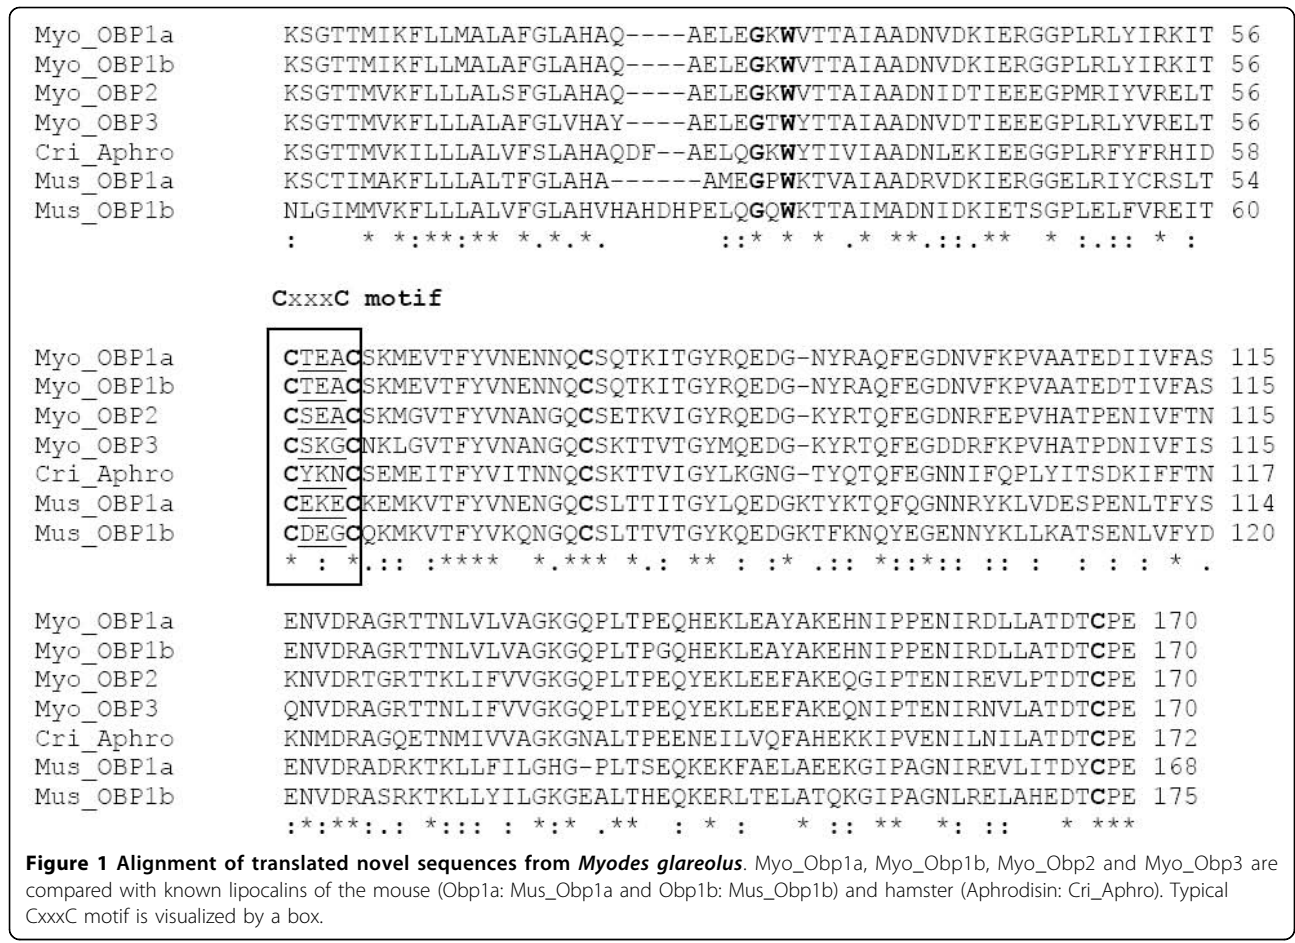 Myo_OBP1a KSGTTMIKFLLMALAFGLAHAQ----AELEGKWVTTAIAADNVDKIERGGPLRLYIRKIT 56
Myo_OBP1b KSGTTMIKFLLMALAFGLAHAQ----AELEGKWVTTAIAADNVDKIERGGPLRLYIRKIT 56
Myo_OBP2 KSGTTMVKFLLLALSFGLAHAQ----AELEGKWVTTAIAADNIDTIEEEGPMRIYVRELT 56
Myo_OBP3 KSGTTMVKFLLLALAFGLVHAY----AELEGTWYTTAIAADNVDTIEEEGPLRLYVRELT 56
Cri_Aphro KSGTTMVKILLLALVFSLAHAQDF--AELQGKWYTIVIAADNLEKIEEGGPLRFYFRHID 58
Mus_OBP1a KSCTIMAKFLLLALTFGLAHA------AMEGPWKTVAIAADRVDKIERGGELRIYCRSLT 54
Mus_OBP1b NLGIMMVKFLLLALVFGLAHVHAHDHPELQGQWKTTAIMADNIDKIETSGPLELFVREIT 60
: * *:**:** *.*.*. ::* * * .* **.::.** * :.:: * :
CxxxC motif
Myo_OBP1a CTEACSKMEVTFYVNENNQCSQTKITGYRQEDG-NYRAQFEGDNVFKPVAATEDIIVFAS 115
Myo_OBP1b CTEACSKMEVTFYVNENNQCSQTKITGYRQEDG-NYRAQFEGDNVFKPVAATEDTIVFAS 115
Myo_OBP2 CSEACSKMGVTFYVNANGQCSETKVIGYRQEDG-KYRTQFEGDNRFEPVHATPENIVFTN 115
Myo_OBP3 CSKGCNKLGVTFYVNANGQCSKTTVTGYMQEDG-KYRTQFEGDDRFKPVHATPDNIVFIS 115
Cri_Aphro CYKNCSEMEITFYVITNNQCSKTTVIGYLKGNG-TYQTQFEGNNIFQPLYITSDKIFFTN 117
Mus_OBP1a CEKECKEMKVTFYVNENGQCSLTTITGYLQEDGKTYKTQFQGNNRYKLVDESPENLTFYS 114
Mus_OBP1b CDEGCQKMKVTFYVKQNGQCSLTTVTGYKQEDGKTFKNQYEGENNYKLLKATSENLVFYD 120
* : *.:: :**** *.*** *.: ** : :* .:: *::*:: :: : : : : * .
Myo_OBP1a ENVDRAGRTTNLVLVAGKGQPLTPEQHEKLEAYAKEHNIPPENIRDLLATDTCPE 170
Myo_OBP1b ENVDRAGRTTNLVLVAGKGQPLTPGQHEKLEAYAKEHNIPPENIRDLLATDTCPE 170
Myo_OBP2 KNVDRTGRTTKLIFVVGKGQPLTPEQYEKLEEFAKEQGIPTENIREVLPTDTCPE 170
Myo_OBP3 QNVDRAGRTTNLIFVVGKGQPLTPEQYEKLEEFAKEQNIPTENIRNVLATDTCPE 170
Cri_Aphro KNMDRAGQETNMIVVAGKGNALTPEENEILVQFAHEKKIPVENILNILATDTCPE 172
Mus_OBP1a ENVDRADRKTKLLFILGHG-PLTSEQKEKFAELAEEKGIPAGNIREVLITDYCPE 168
Mus_OBP1b ENVDRASRKTKLLYILGKGEALTHEQKERLTELATQKGIPAGNLRELAHEDTCPE 175
:*:**:.: *::: : *:* .** : * : * :: ** *: :: * ***
Figure 1 Alignment of translated novel sequences from Myodes glareolus. Myo_Obp1a, Myo_Obp1b, Myo_Obp2 and Myo_Obp3 are
compared with known lipocalins of the mouse (Obp1a: Mus_Obp1a and Obp1b: Mus_Obp1b) and hamster (Aphrodisin: Cri_Aphro). Typical
CxxxC motif is visualized by a box.